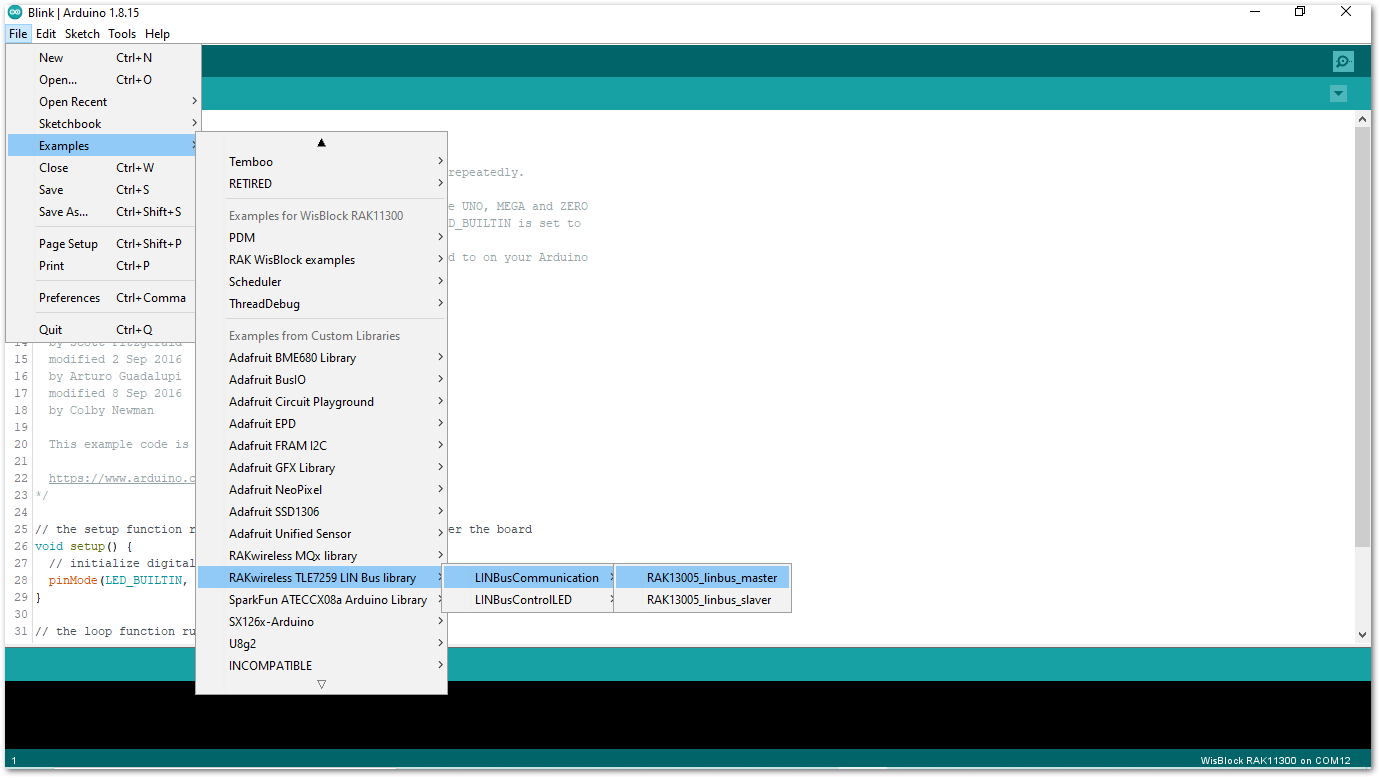 Blink | Arduino 1.8.15
File Edit Sketch Tools Help
New Ctrl+N
Open... Ctrl+O
Open Recent
Sketchbook
Examples
Close Ctrl+W
Save Ctrl+S
Save As... Ctrl+Shift+S
Page Setup Ctrl+Shift+P
Print Ctrl+P
Preferences Ctrl+Comma
Quit Ctrl+Q
Temboo
RETIRED
Examples for WisBlock RAK11300
PDM
RAK WisBlock examples
Scheduler
ThreadDebug
Examples from Custom Libraries
Adafruit BME680 Library
Adafruit BusIO
Adafruit Circuit Playground
Adafruit EPD
Adafruit FRAM I2C
Adafruit GFX Library
Adafruit NeoPixel
Adafruit SSD1306
Adafruit Unified Sensor
RAKwireless MQx library
RAKwireless TLE7259 LIN Bus library
SparkFun ATECCX08a Arduino Library
SX126x-Arduino
U8g2
INCOMPATIBLE
LINBusCommunication
LINBusControlLED
RAK13005_linbus_master
RAK13005_linbus_slaver
repeatedly.
e UNO, MEGA and ZERO
D_BUILTIN is set to
d to on your Arduino
14 by Scott Fitzgerald
15 modified 2 Sep 2016
16 by Arturo Guadalupi
17 modified 8 Sep 2016
18 by Colby Newman
19
20 This example code is
21
22 https://www.arduino.c
23 */
24
25 // the setup function r er the board
26 void setup() {
27 // initialize digital
28 pinMode(LED_BUILTIN,
29 }
30
31 // the loop function ru
1 WisBlock RAK11300 on COM12